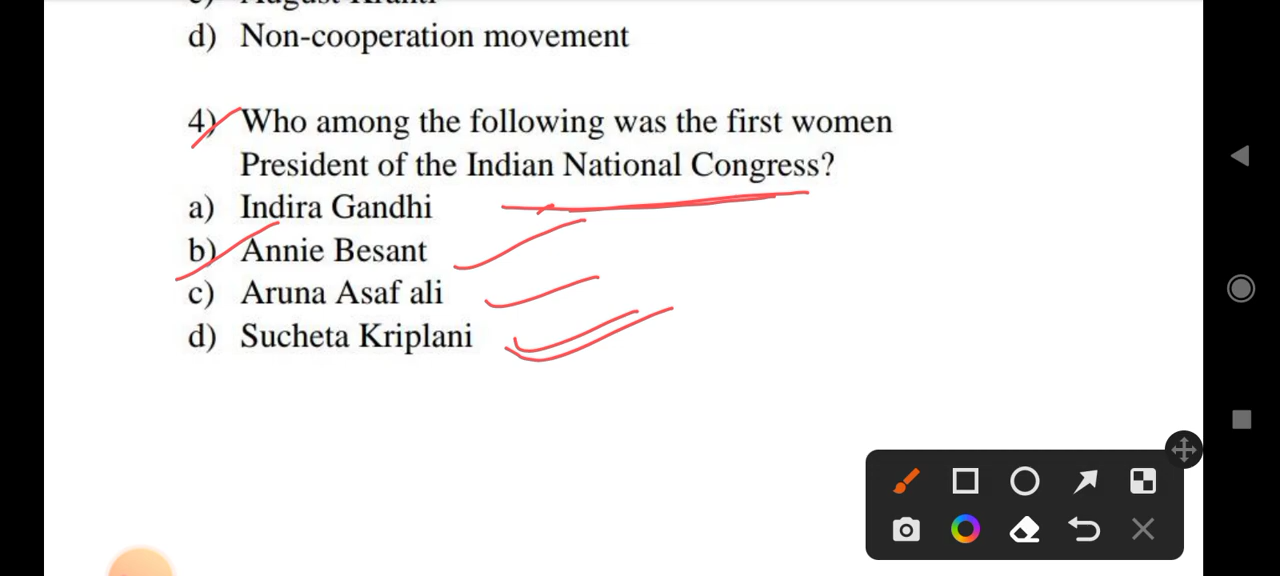 d) Non-cooperation movement
4) Who among the following was the first women
President of the Indian National Congress?
a) Indira Gandhi
b) Annie Besant
c) Aruna Asaf ali
d) Sucheta Kriplani